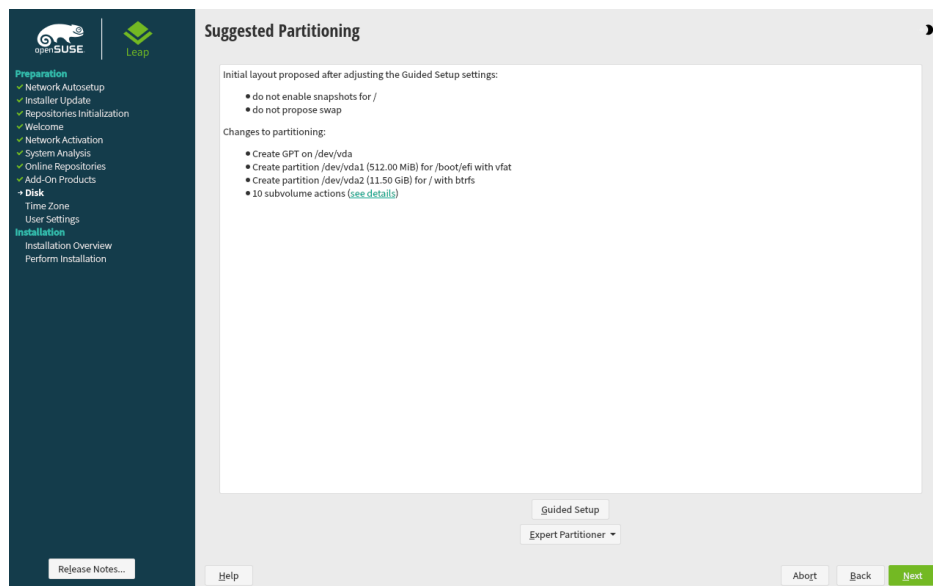 openSUSE.
Leap
Preparation
Network Autosetup
Installer Update
Repositories Initialization
Welcome
Network Activation
System Analysis
Online Repositories
Add-On Products
Disk
Time Zone
User Settings
Installation
Installation Overview
Perform Installation
Release Notes...
Suggested Partitioning
Initial layout proposed after adjusting the Guided Setup settings:
do not enable snapshots for /
do not propose swap
Changes to partitioning:
Create GPT on /dev/vda
Create partition /dev/vda1 (512.00 MiB) for /boot/efi with vfat
Create partition /dev/vda2 (11.50 GiB) for / with btrfs
10 subvolume actions (see details)
Guided Setup
Expert Partitioner
Help
Abort
Back
Next